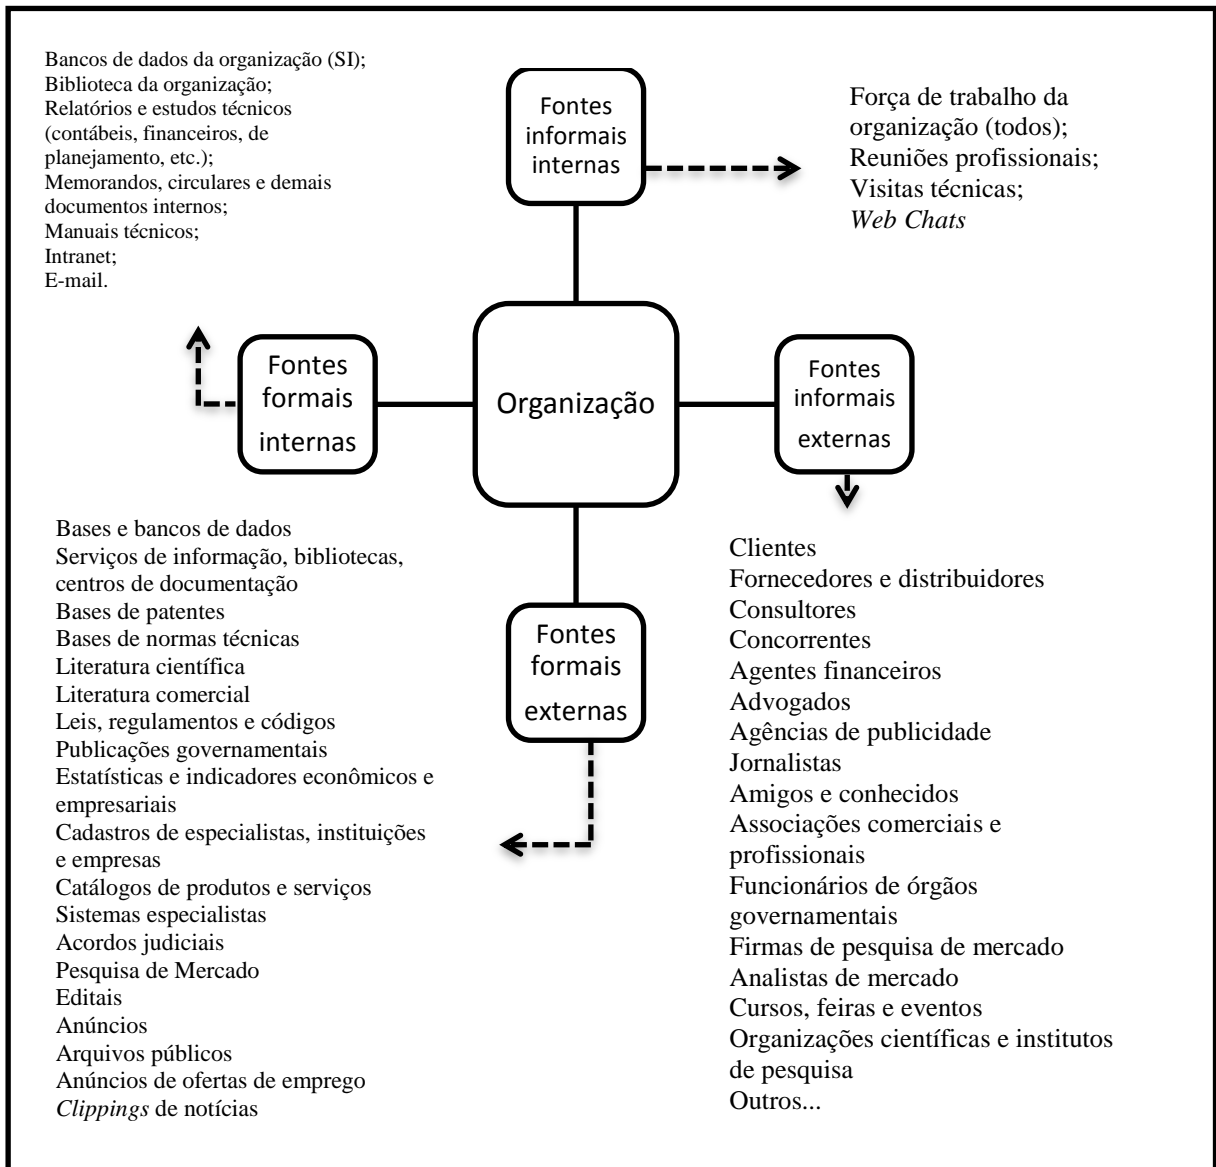 Bancos de dados da organização (SI);
Biblioteca da organização;
Relatórios e estudos técnicos
(contábeis, financeiros, de
planejamento, etc.);
Memorandos, circulares e demais
documentos internos;
Manuais técnicos;
Intranet;
E-mail.
Fontes
informais
internas
Força de trabalho da
organização (todos);
Reuniões profissionais;
Visitas técnicas;
Web Chats
Fontes
formais
internas
Organização
Fontes
informais
externas
Bases e bancos de dados
Serviços de informação, bibliotecas,
centros de documentação
Bases de patentes
Bases de normas técnicas
Literatura científica
Literatura comercial
Leis, regulamentos e códigos
Publicações governamentais
Estatísticas e indicadores econômicos e
empresariais
Cadastros de especialistas, instituições
e empresas
Catálogos de produtos e serviços
Sistemas especialistas
Acordos judiciais
Pesquisa de Mercado
Editais
Anúncios
Arquivos públicos
Anúncios de ofertas de emprego
Clippings de notícias
Fontes
formais
externas
Clientes
Fornecedores e distribuidores
Consultores
Concorrentes
Agentes financeiros
Advogados
Agências de publicidade
Jornalistas
Amigos e conhecidos
Associações comerciais e
profissionais
Funcionários de órgãos
governamentais
Firmas de pesquisa de mercado
Analistas de mercado
Cursos, feiras e eventos
Organizações científicas e institutos
de pesquisa
Outros...